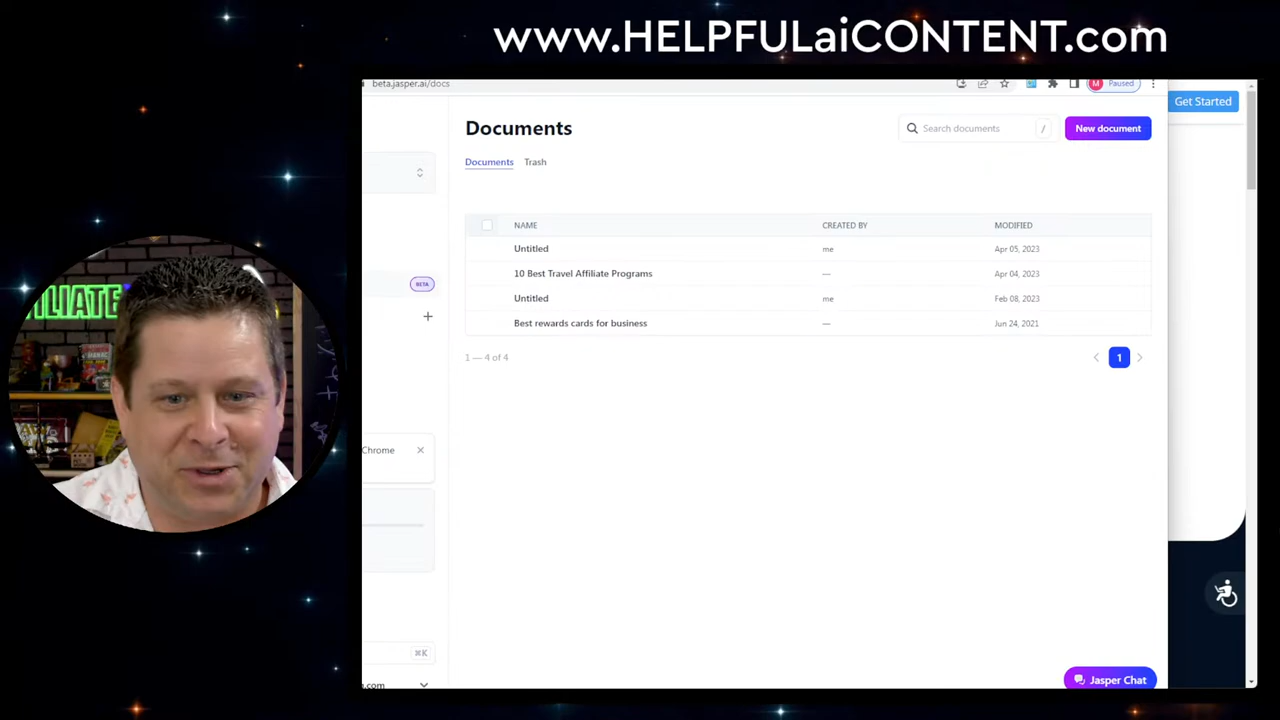 www.HELPFULaiCONTENT.com
beta.jasper.ai/docs
M Paused
Get Started
Documents
Search documents /
New document
Documents Trash
NAME CREATED BY MODIFIED
Untitled me Apr 05, 2023
10 Best Travel Affiliate Programs — Apr 04, 2023
Untitled me Feb 08, 2023
Best rewards cards for business — Jun 24, 2021
1 — 4 of 4
1
BETA
Chrome
⌘K
.com
Jasper Chat
ILIATE